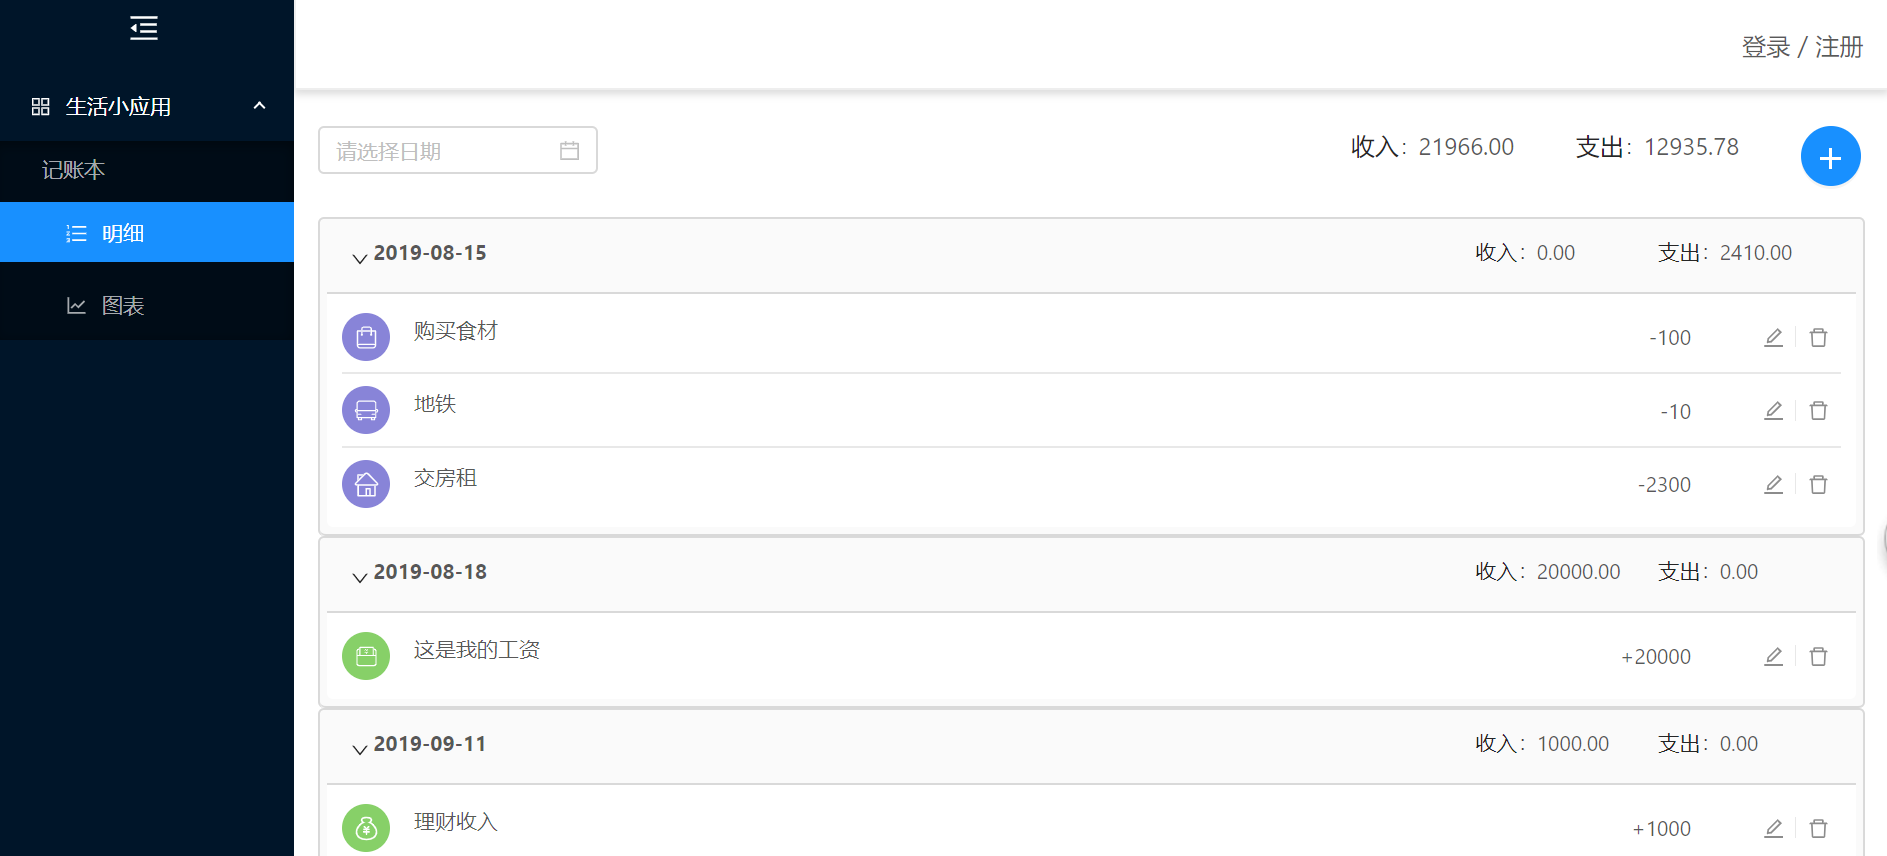 登录 / 注册
生活小应用
记账本
明细
图表
请选择日期
收入：21966.00 支出：12935.78
2019-08-15 收入：0.00 支出：2410.00
购买食材 -100
地铁 -10
交房租 -2300
2019-08-18 收入：20000.00 支出：0.00
这是我的工资 +20000
2019-09-11 收入：1000.00 支出：0.00
理财收入 +1000